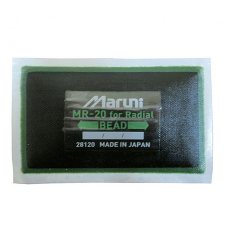 Maruni
MR-20 for Radial
BEAD
/ /
28120 MADE IN JAPAN